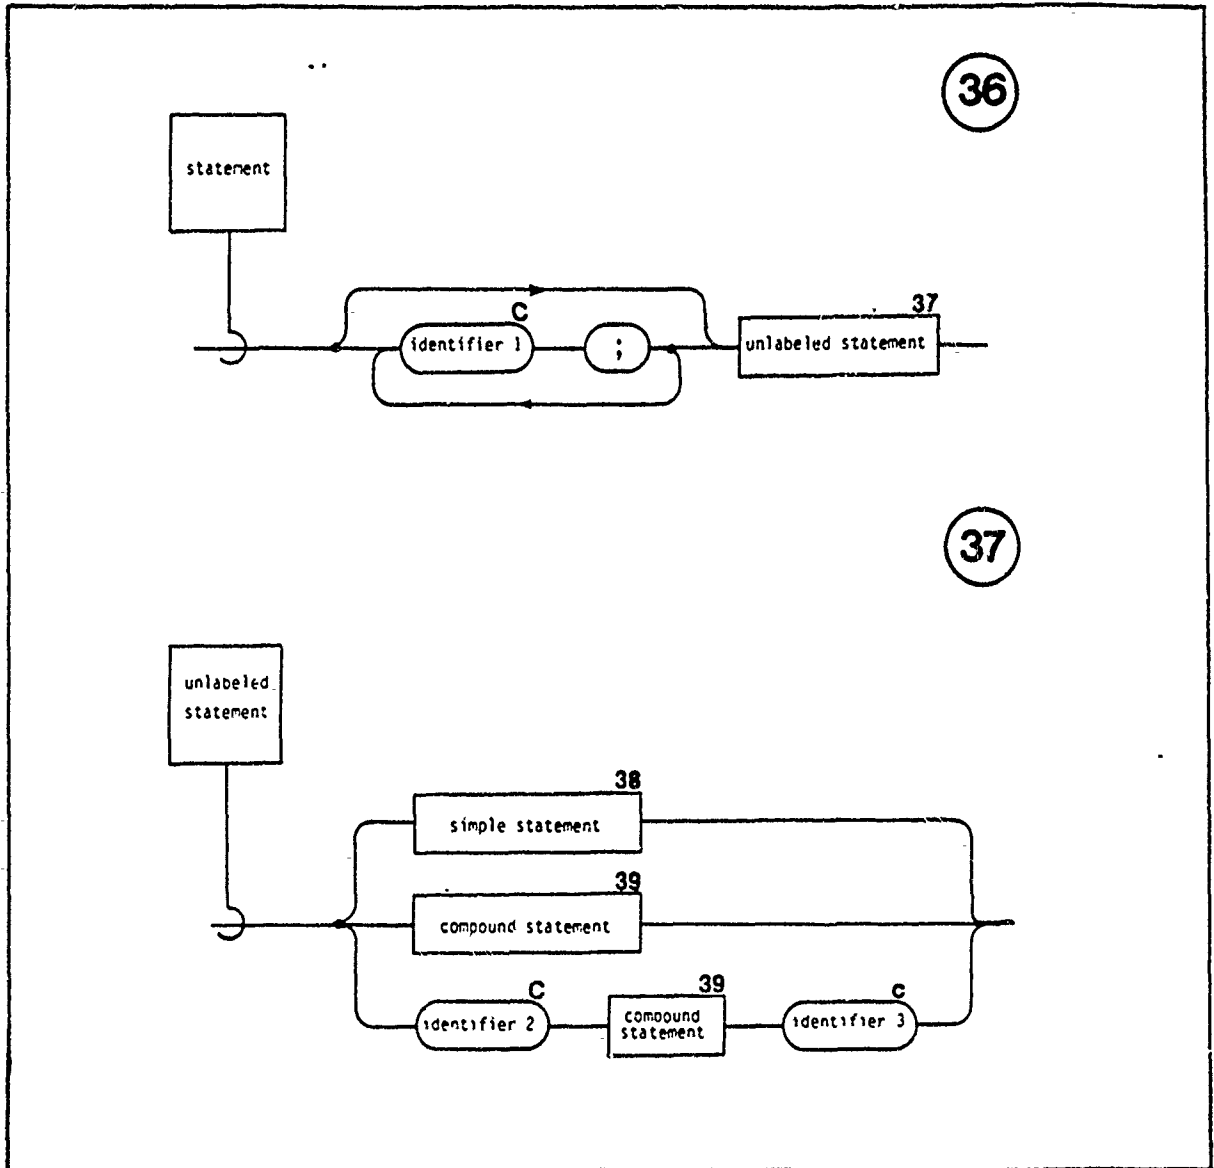 36
statement
C
37
identifier 1
;
unlabeled statement
37
unlabeled
statement
38
simple statement
39
compound statement
C
39
c
identifier 2
compound
statement
identifier 3